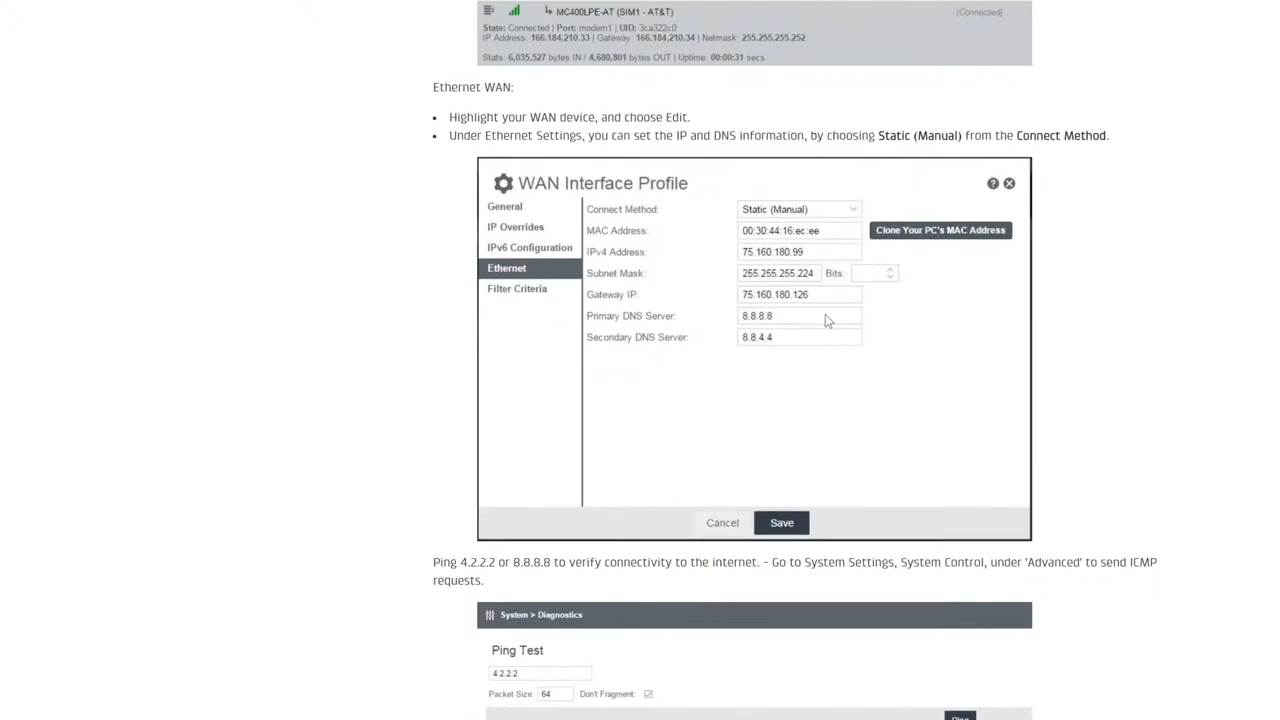 MC400LPE-AT (SIM1 - AT&T) (Connected)
State: Connected | Port: modem1 | UID: 3ca322c0
IP Address: 166.184.210.33 | Gateway: 166.184.210.34 | Netmask: 255.255.255.252
Stats: 6,035,527 bytes IN / 4,680,801 bytes OUT | Uptime: 00:00:31 secs
Ethernet WAN:
• Highlight your WAN device, and choose Edit.
• Under Ethernet Settings, you can set the IP and DNS information, by choosing Static (Manual) from the Connect Method.
WAN Interface Profile
General
IP Overrides
IPv6 Configuration
Ethernet
Filter Criteria
Connect Method: Static (Manual)
MAC Address: 00:30:44:16:ec:ee Clone Your PC's MAC Address
IPv4 Address: 75.160.180.99
Subnet Mask: 255.255.255.224 Bits:
Gateway IP: 75.160.180.126
Primary DNS Server: 8.8.8.8
Secondary DNS Server: 8.8.4.4
Cancel Save
Ping 4.2.2.2 or 8.8.8.8 to verify connectivity to the internet. - Go to System Settings, System Control, under 'Advanced' to send ICMP
requests.
System > Diagnostics
Ping Test
4.2.2.2
Packet Size: 64 Don't Fragment:
Ping